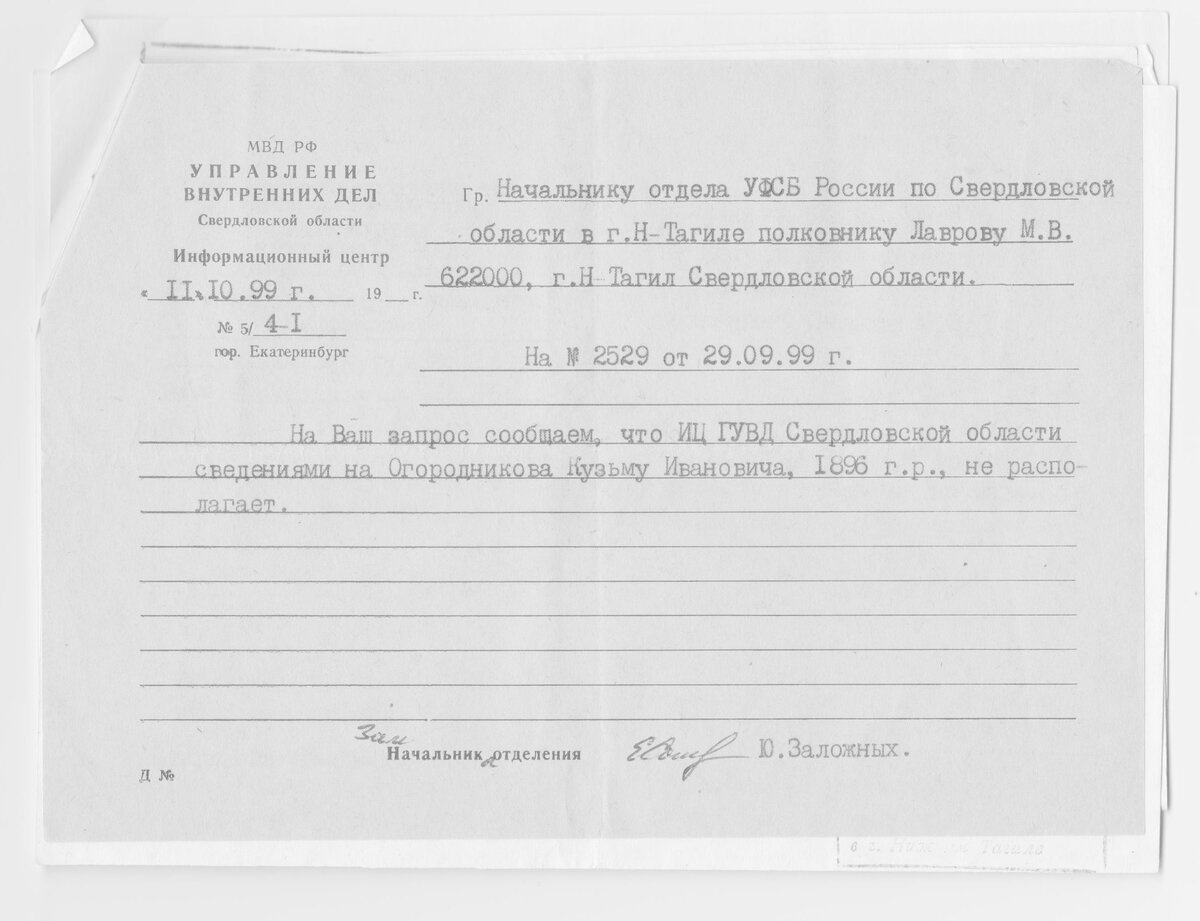 МВД РФ
УПРАВЛЕНИЕ
ВНУТРЕННИХ ДЕЛ
Свердловской области
Информационный центр
« II» 10.99 г. 19 г.
№ 5/ 4-I
гор. Екатеринбург
Гр. Начальнику отдела УФСБ России по Свердловской
области в г.Н-Тагиле полковнику Лаврову М.В.
622000, г.Н-Тагил Свердловской области.
На № 2529 от 29.09.99 г.
На Ваш запрос сообщаем, что ИЦ ГУВД Свердловской области
сведениями на Огородникова Кузьму Ивановича, 1896 г.р., не распо-
лагает.
Зам
Начальник отделения Ю.Заложных.
Д №
в г. Тагиле